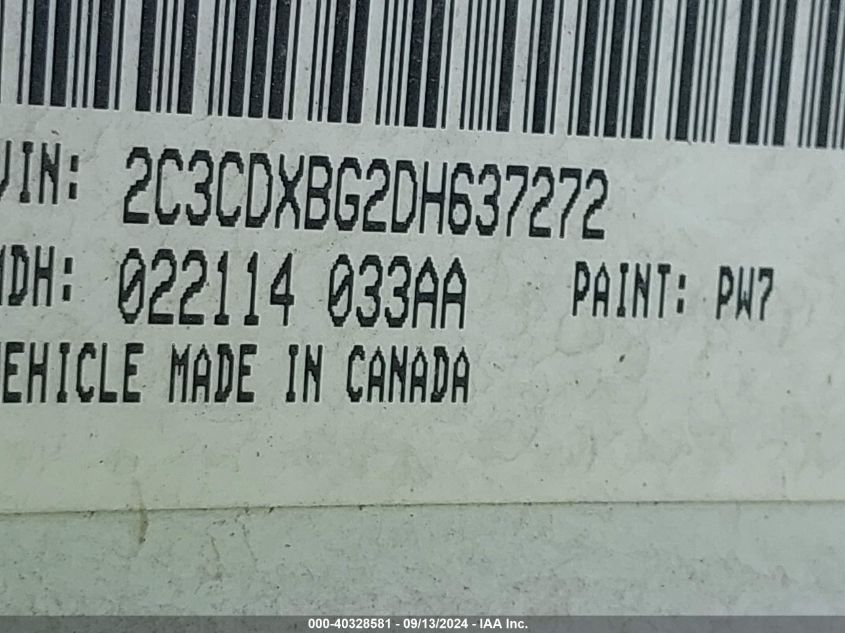 VIN: 2C3CDXBG2DH637272
MDH: 022114 033AA PAINT: PW7
VEHICLE MADE IN CANADA
000-40328581 - 09/13/2024 - IAA Inc.